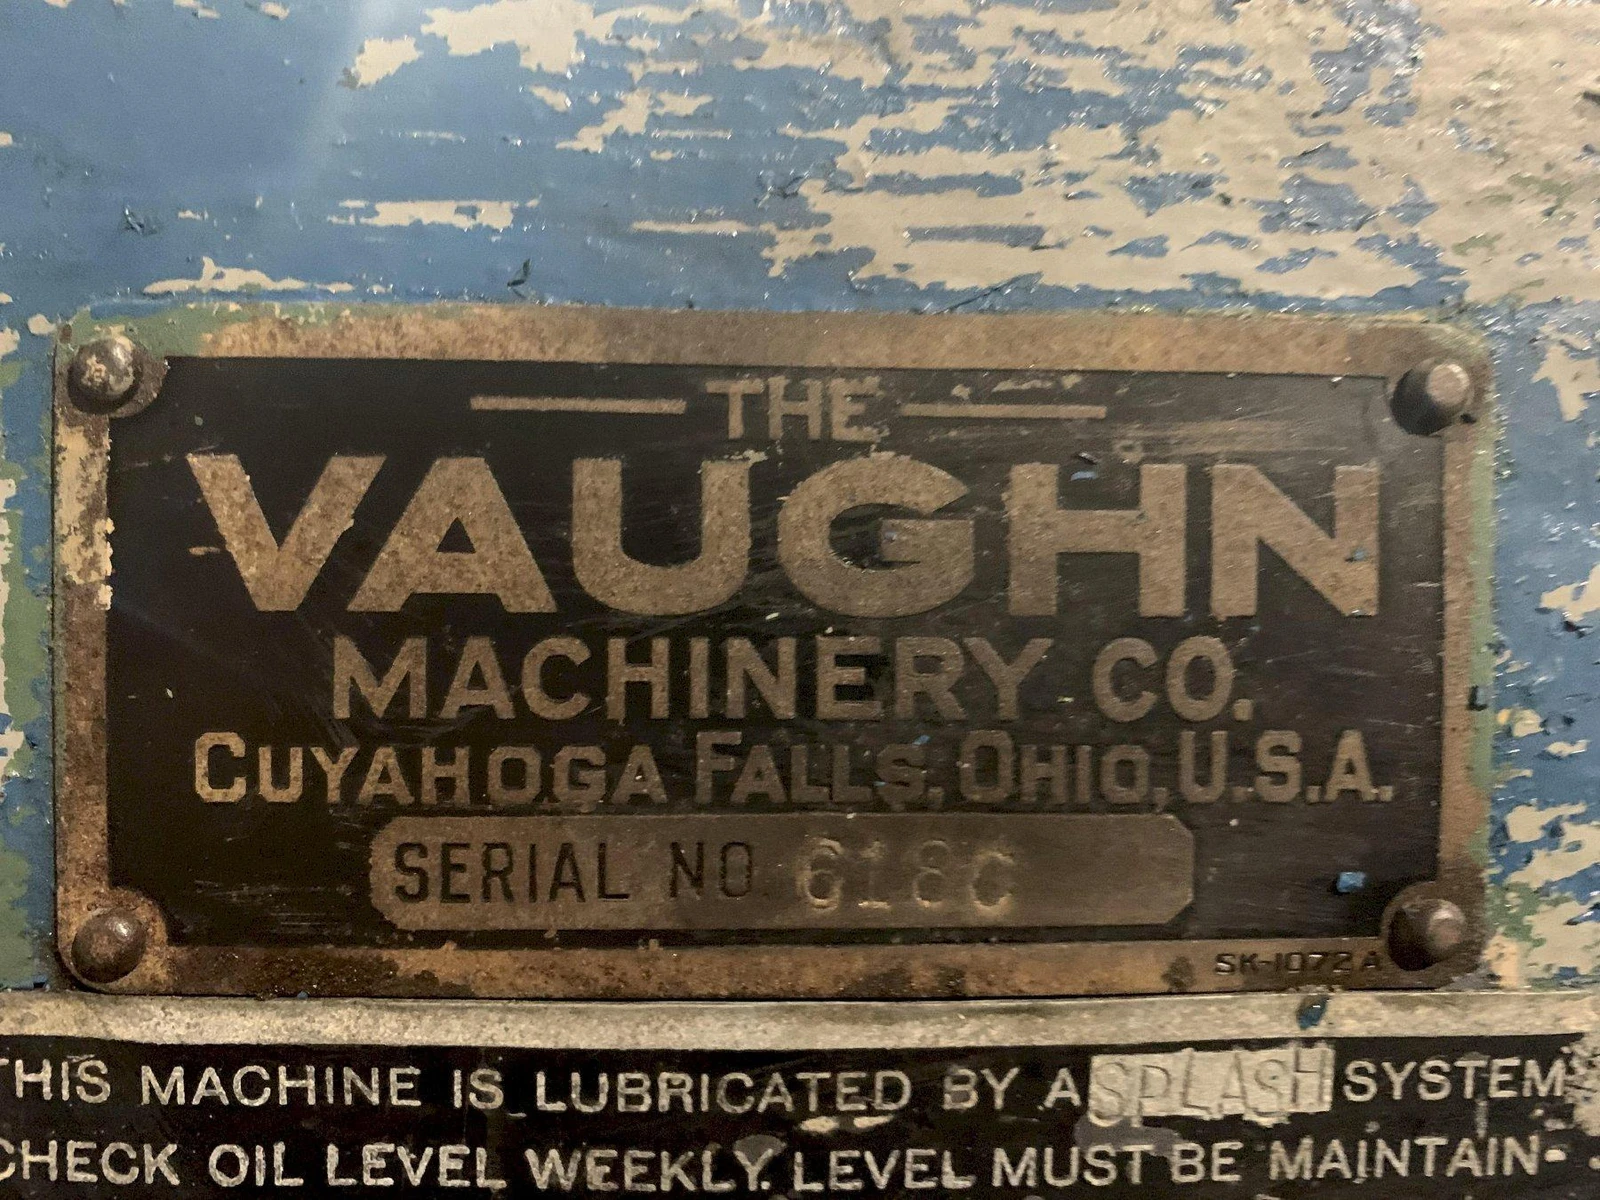 THE
VAUGHN
MACHINERY CO.
CUYAHOGA FALLS, OHIO, U.S.A.
SERIAL NO 618C
SK-1072A
THIS MACHINE IS LUBRICATED BY A SPLASH SYSTEM
CHECK OIL LEVEL WEEKLY. LEVEL MUST BE MAINTAIN-